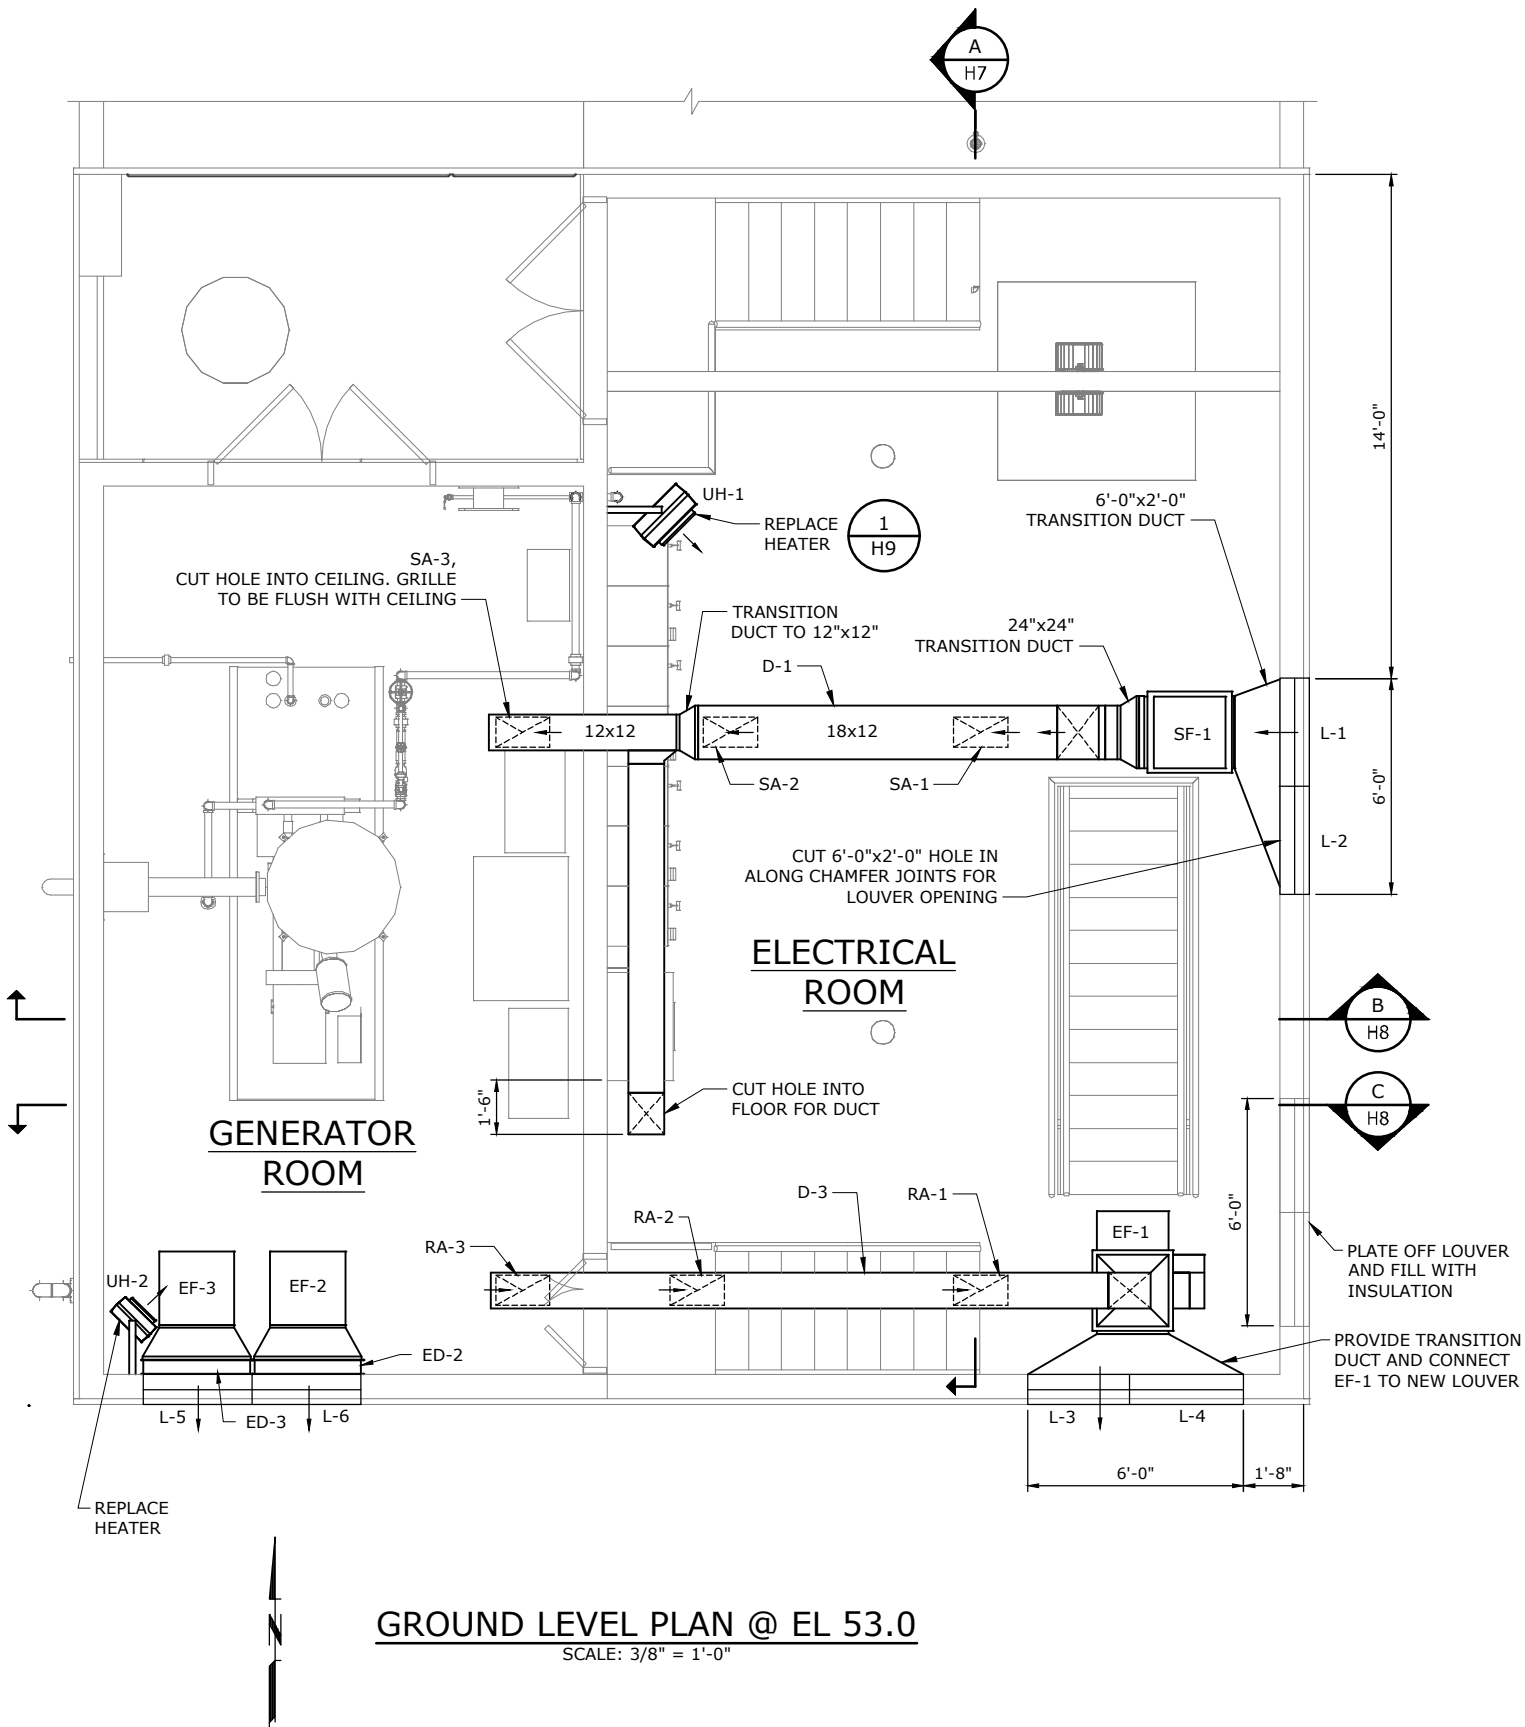 A
H7
14'-0"
UH-1
REPLACE
HEATER
1
H9
6'-0"x2'-0"
TRANSITION DUCT
SA-3,
CUT HOLE INTO CEILING. GRILLE
TO BE FLUSH WITH CEILING
TRANSITION
DUCT TO 12"x12"
24"x24"
TRANSITION DUCT
D-1
12x12
18x12
SF-1
L-1
SA-2
SA-1
6'-0"
L-2
CUT 6'-0"x2'-0" HOLE IN
ALONG CHAMFER JOINTS FOR
LOUVER OPENING
ELECTRICAL
ROOM
B
H8
1'-6"
CUT HOLE INTO
FLOOR FOR DUCT
C
H8
GENERATOR
ROOM
D-3
RA-1
RA-2
RA-3
6'-0"
EF-1
PLATE OFF LOUVER
AND FILL WITH
INSULATION
UH-2
EF-3
EF-2
ED-2
PROVIDE TRANSITION
DUCT AND CONNECT
EF-1 TO NEW LOUVER
L-5
ED-3
L-6
L-3
L-4
6'-0"
1'-8"
REPLACE
HEATER
N
GROUND LEVEL PLAN @ EL 53.0
SCALE: 3/8" = 1'-0"